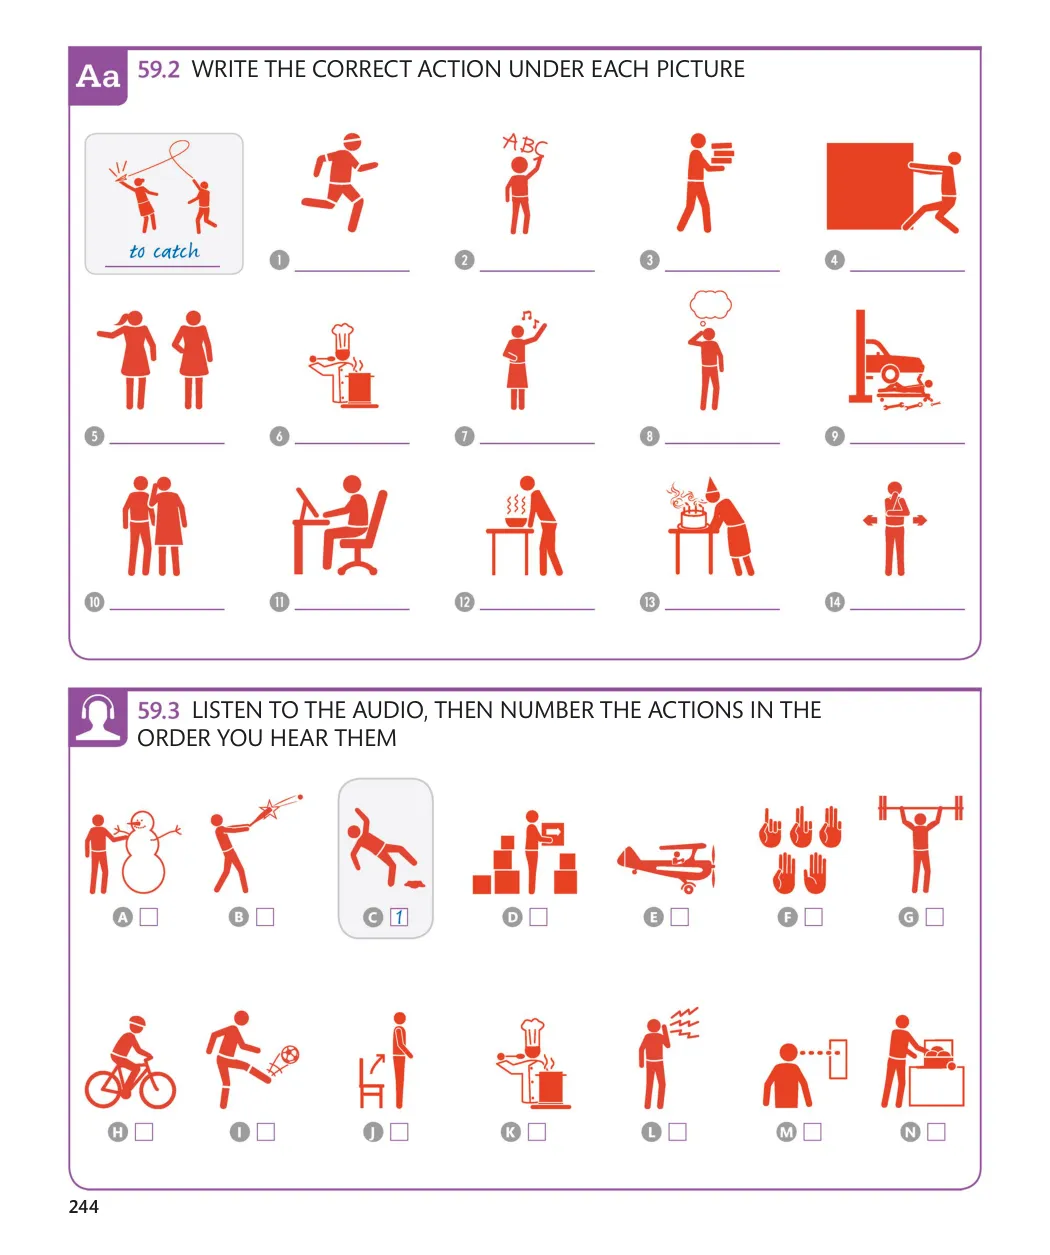 Aa 59.2 WRITE THE CORRECT ACTION UNDER EACH PICTURE
ABC
to catch
1
2
3
4
5
6
7
8
9
10
11
12
13
14
59.3 LISTEN TO THE AUDIO, THEN NUMBER THE ACTIONS IN THE
ORDER YOU HEAR THEM
A
B
C 1
D
E
F
G
H
I
J
K
L
M
N
244